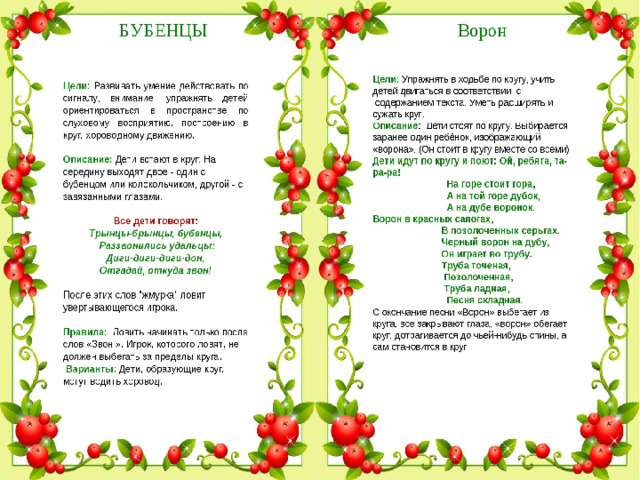 БУБЕНЦЫ
Цели: Развивать умение действовать по
сигналу, внимание упражнять детей
ориентироваться в пространстве по
слуховому восприятию, построению в
круг, хороводному движению.
Описание: Дети встают в круг. На
середину выходят двое - один с
бубенцом или колокольчиком, другой - с
завязанными глазами.
Все дети говорят:
Трынцы-брынцы, бубенцы,
Раззвонились удальцы:
Диги-диги-диги-дон,
Отгадай, откуда звон!
После этих слов "жмурка" ловит
увертывающегося игрока.
Правила: Ловить начинать только после
слов «Звон!». Игрок, которого ловят, не
должен выбегать за пределы круга.
Варианты: Дети, образующие круг,
могут водить хоровод.
Ворон
Цели: Упражнять в ходьбе по кругу, учить
детей двигаться в соответствии с
содержанием текста. Уметь расширять и
сужать круг.
Описание: Дети стоят по кругу. Выбирается
заранее один ребёнок, изображающий
«ворона». (Он стоит в кругу вместе со всеми)
Дети идут по кругу и поют: Ой, ребята, та-
ра-ра!
На горе стоит гора,
А на той горе дубок,
А на дубе воронок.
Ворон в красных сапогах,
В позолоченных серьгах.
Черный ворон на дубу,
Он играет во трубу.
Труба точеная,
Позолоченная,
Труба ладная,
Песня складная.
С окончание песни «Ворон» выбегает из
круга, все закрывают глаза, «ворон» обегает
круг, дотрагивается до чьей-нибудь спины, а
сам становится в круг